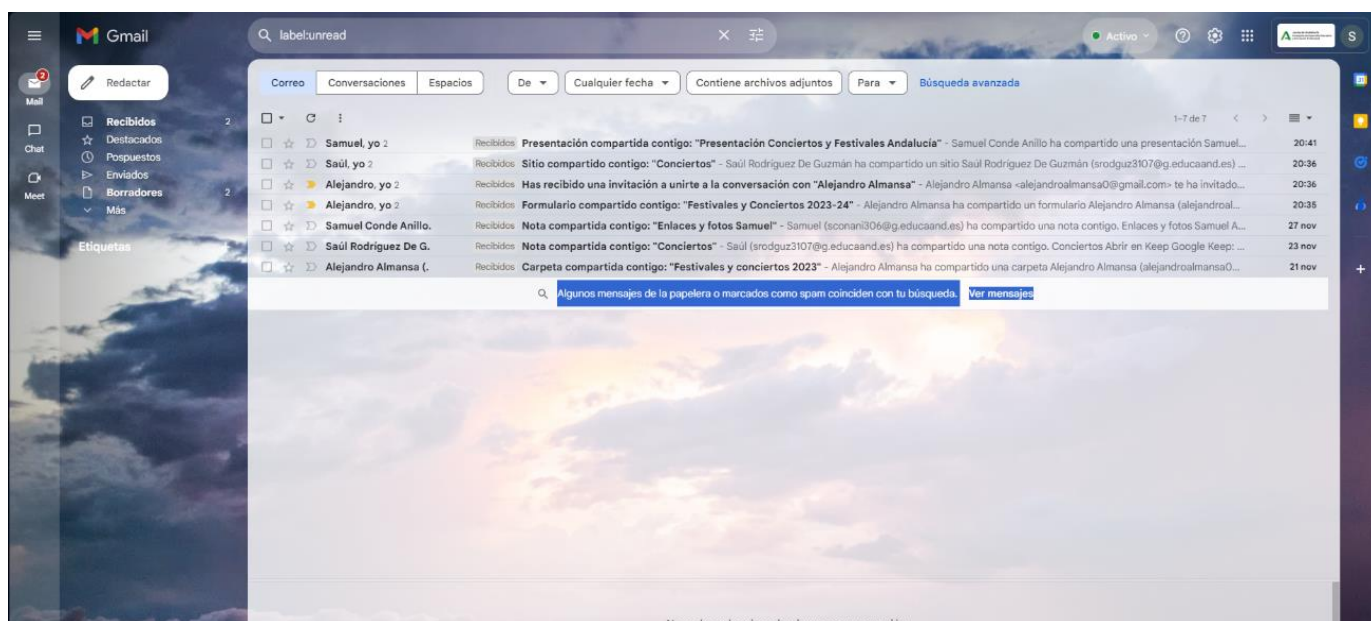 Gmail
label:unread
Activo
S
2
Mail
Chat
Meet
Redactar
Recibidos 2
Destacados
Pospuestos
Enviados
Borradores 2
Más
Etiquetas
Correo Conversaciones Espacios De Cualquier fecha Contiene archivos adjuntos Para Búsqueda avanzada
1-7 de 7
Samuel, yo 2 Recibidos Presentación compartida contigo: "Presentación Conciertos y Festivales Andalucía" - Samuel Conde Anillo ha compartido una presentación Samuel... 20:41
Saúl, yo 2 Recibidos Sitio compartido contigo: "Conciertos" - Saúl Rodríguez De Guzmán ha compartido un sitio Saúl Rodríguez De Guzmán (srodguz3107@g.educaand.es) ... 20:36
Alejandro, yo 2 Recibidos Has recibido una invitación a unirte a la conversación con "Alejandro Almansa" - Alejandro Almansa <alejandroalmansa0@gmail.com> te ha invitado... 20:36
Alejandro, yo 2 Recibidos Formulario compartido contigo: "Festivales y Conciertos 2023-24" - Alejandro Almansa ha compartido un formulario Alejandro Almansa (alejandroal... 20:35
Samuel Conde Anillo. Recibidos Nota compartida contigo: "Enlaces y fotos Samuel" - Samuel (sconani306@g.educaand.es) ha compartido una nota contigo. Enlaces y fotos Samuel A... 27 nov
Saúl Rodríguez De G. Recibidos Nota compartida contigo: "Conciertos" - Saúl (srodguz3107@g.educaand.es) ha compartido una nota contigo. Conciertos Abrir en Keep Google Keep: ... 23 nov
Alejandro Almansa (. Recibidos Carpeta compartida contigo: "Festivales y conciertos 2023" - Alejandro Almansa ha compartido una carpeta Alejandro Almansa (alejandroalmansa0... 21 nov
Algunos mensajes de la papelera o marcados como spam coinciden con tu búsqueda. Ver mensajes